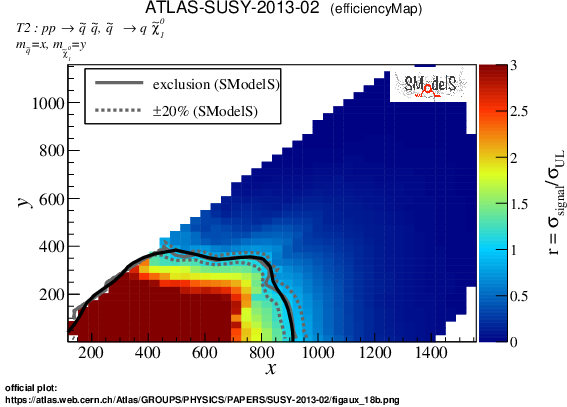 ATLAS-SUSY-2013-02 (efficiencyMap)
T2 : pp → q̃ q̃, q̃ → q χ̃₁⁰
m_q̃=x, m_χ̃₁⁰=y
exclusion (SModelS)
±20% (SModelS)
SModelS
y
1000
800
600
400
200
200 400 600 800 1000 1200 1400
x
3
2.5
2
1.5
1
0.5
0
r = σ_signal/σ_UL
official plot:
https://atlas.web.cern.ch/Atlas/GROUPS/PHYSICS/PAPERS/SUSY-2013-02/figaux_18b.png